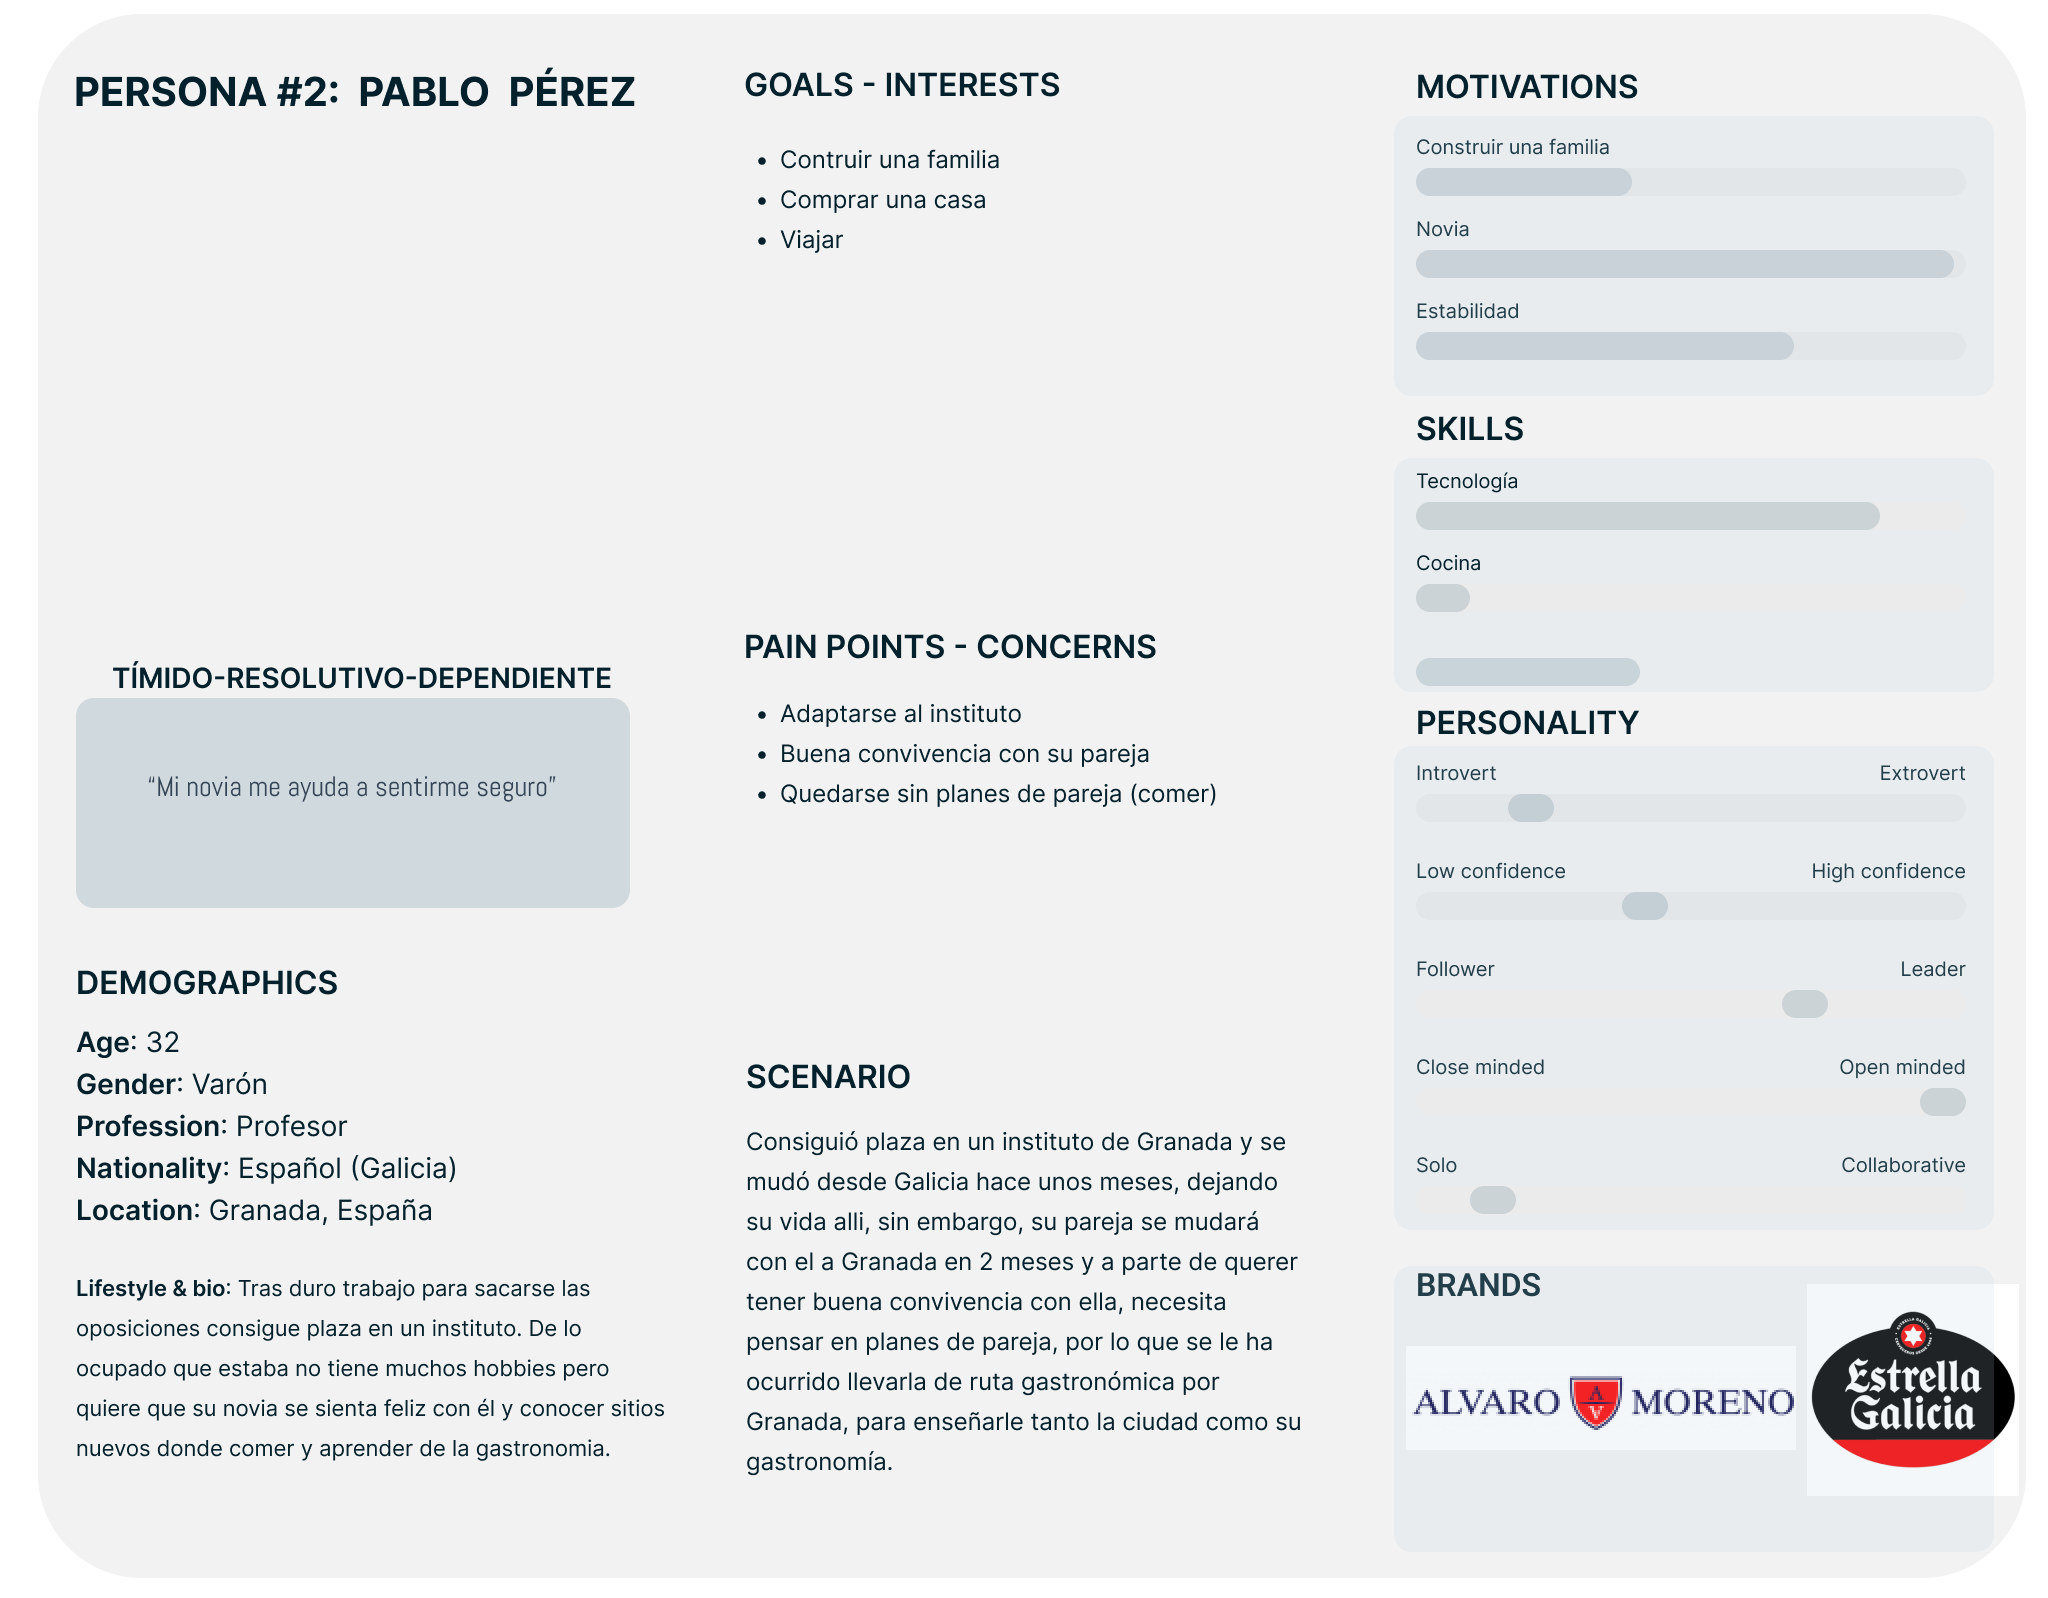 PERSONA #2: PABLO PÉREZ
TÍMIDO-RESOLUTIVO-DEPENDIENTE
“Mi novia me ayuda a sentirme seguro”
DEMOGRAPHICS
Age: 32
Gender: Varón
Profession: Profesor
Nationality: Español (Galicia)
Location: Granada, España
Lifestyle & bio: Tras duro trabajo para sacarse las
oposiciones consigue plaza en un instituto. De lo
ocupado que estaba no tiene muchos hobbies pero
quiere que su novia se sienta feliz con él y conocer sitios
nuevos donde comer y aprender de la gastronomia.
GOALS - INTERESTS
• Contruir una familia
• Comprar una casa
• Viajar
PAIN POINTS - CONCERNS
• Adaptarse al instituto
• Buena convivencia con su pareja
• Quedarse sin planes de pareja (comer)
SCENARIO
Consiguió plaza en un instituto de Granada y se
mudó desde Galicia hace unos meses, dejando
su vida alli, sin embargo, su pareja se mudará
con el a Granada en 2 meses y a parte de querer
tener buena convivencia con ella, necesita
pensar en planes de pareja, por lo que se le ha
ocurrido llevarla de ruta gastronómica por
Granada, para enseñarle tanto la ciudad como su
gastronomía.
MOTIVATIONS
Construir una familia
Novia
Estabilidad
SKILLS
Tecnología
Cocina
PERSONALITY
Introvert Extrovert
Low confidence High confidence
Follower Leader
Close minded Open minded
Solo Collaborative
BRANDS
ALVARO MORENO
Estrella
Galicia